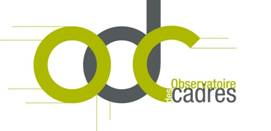 odc
Observatoire
des
cadres